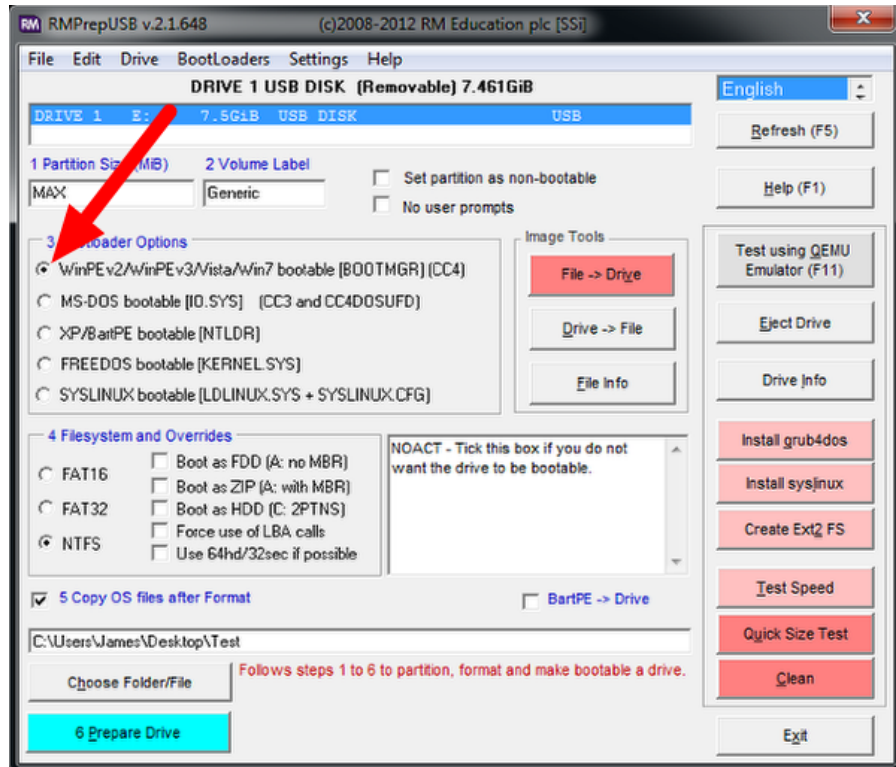 RM RMPrepUSB v.2.1.648 (c)2008-2012 RM Education plc [SSi]
File Edit Drive BootLoaders Settings Help
DRIVE 1 USB DISK (Removable) 7.461GiB
English
DRIVE 1 E: 7.5GiB USB DISK USB
Refresh (F5)
1 Partition Size (MiB) 2 Volume Label
MAX
Generic
Set partition as non-bootable
No user prompts
Help (F1)
3 Bootloader Options
WinPEv2/WinPEv3/Vista/Win7 bootable [BOOTMGR] (CC4)
MS-DOS bootable [IO.SYS] (CC3 and CC4DOSUFD)
XP/BartPE bootable [NTLDR]
FREEDOS bootable [KERNEL.SYS]
SYSLINUX bootable [LDLINUX.SYS + SYSLINUX.CFG]
Image Tools
File -> Drive
Drive -> File
File Info
Test using QEMU
Emulator (F11)
Eject Drive
Drive Info
4 Filesystem and Overrides
FAT16
FAT32
NTFS
Boot as FDD (A: no MBR)
Boot as ZIP (A: with MBR)
Boot as HDD (C: 2PTNS)
Force use of LBA calls
Use 64hd/32sec if possible
NOACT - Tick this box if you do not
want the drive to be bootable.
Install grub4dos
Install syslinux
Create Ext2 FS
Test Speed
Quick Size Test
Clean
5 Copy OS files after Format
BartPE -> Drive
C:\Users\James\Desktop\Test
Choose Folder/File
Follows steps 1 to 6 to partition, format and make bootable a drive.
6 Prepare Drive
Exit